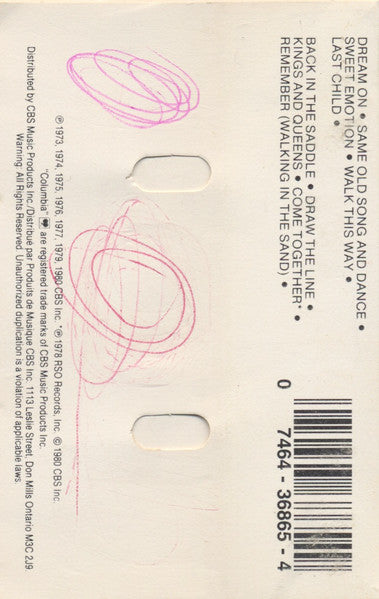 DREAM ON • SAME OLD SONG AND DANCE •
SWEET EMOTION • WALK THIS WAY •
LAST CHILD •
BACK IN THE SADDLE • DRAW THE LINE •
KINGS AND QUEENS • COME TOGETHER* •
REMEMBER (WALKING IN THE SAND) •
0 7464-36865-4
℗ 1973, 1974, 1975, 1976, 1977, 1979, 1980 CBS Inc. *℗ 1978 RSO Records, Inc. © 1980 CBS Inc.
"Columbia" are registered trade marks of CBS Music Products Inc.
Distributed by CBS Music Products Inc./Distribué par Produits de Musique CBS Inc. 1113 Leslie Street, Don Mills Ontario M3C 2J9.
Warning: All Rights Reserved. Unauthorized duplication is a violation of applicable laws.